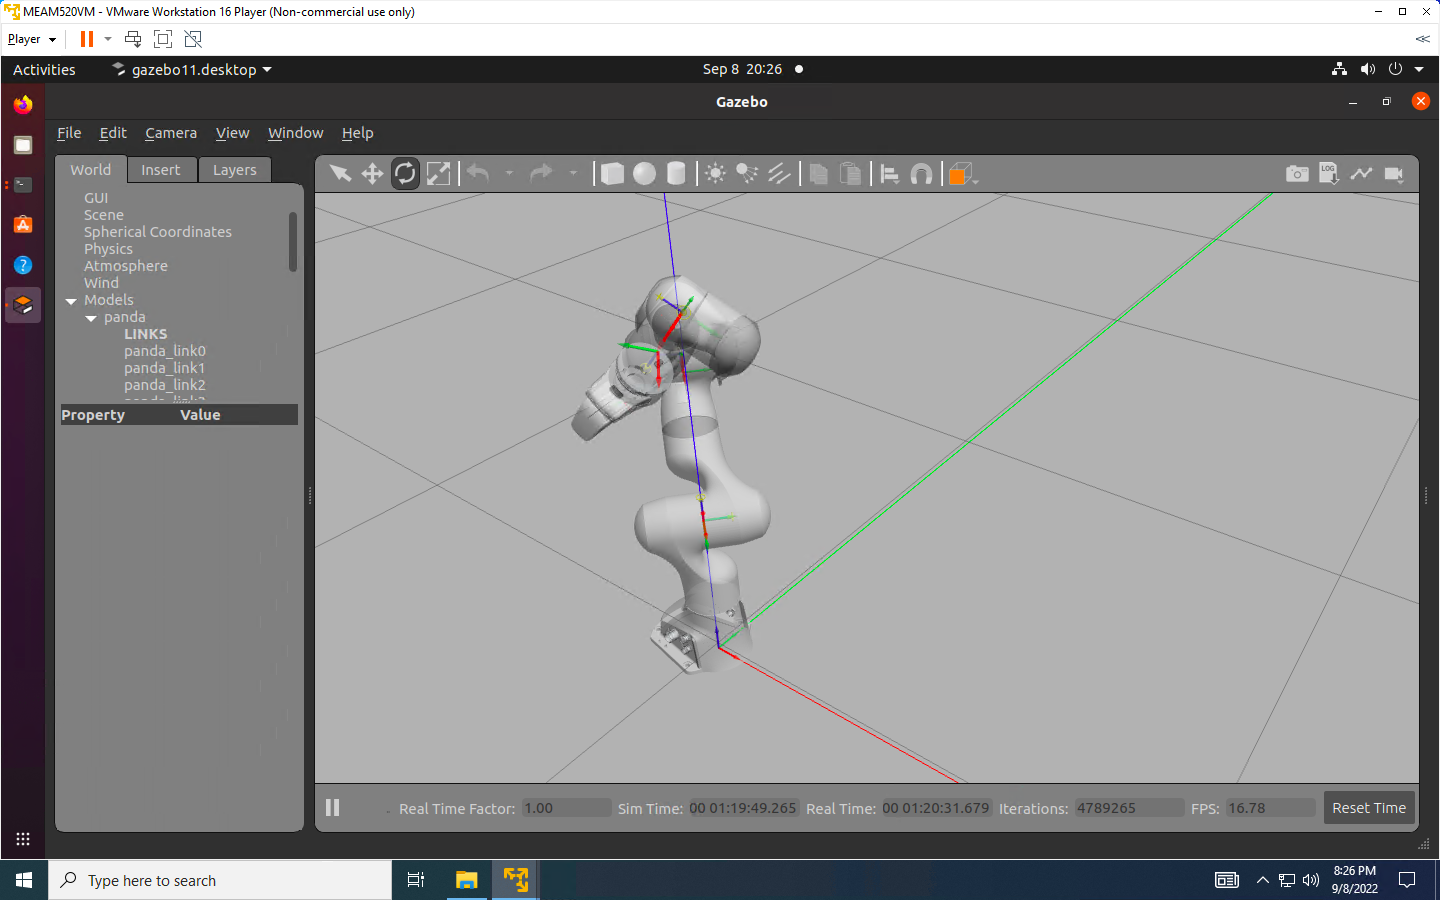 MEAM520VM - VMware Workstation 16 Player (Non-commercial use only)
Player
Activities
gazebo11.desktop
Sep 8 20:26
Gazebo
File Edit Camera View Window Help
World Insert Layers
LOG
GUI
Scene
Spherical Coordinates
Physics
Atmosphere
Wind
Models
panda
LINKS
panda_link0
panda_link1
panda_link2
Property Value
Real Time Factor: 1.00 Sim Time: 00 01:19:49.265 Real Time: 00 01:20:31.679 Iterations: 4789265 FPS: 16.78 Reset Time
Type here to search
8:26 PM
9/8/2022